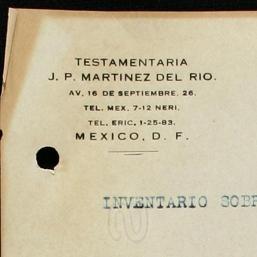 TESTAMENTARIA
J. P. MARTINEZ DEL RIO.
AV. 16 DE SEPTIEMBRE, 26.
TEL. MEX. 7-12 NERI.
TEL. ERIC. 1-25-83.
MEXICO, D. F.
INVENTARIO SOBR